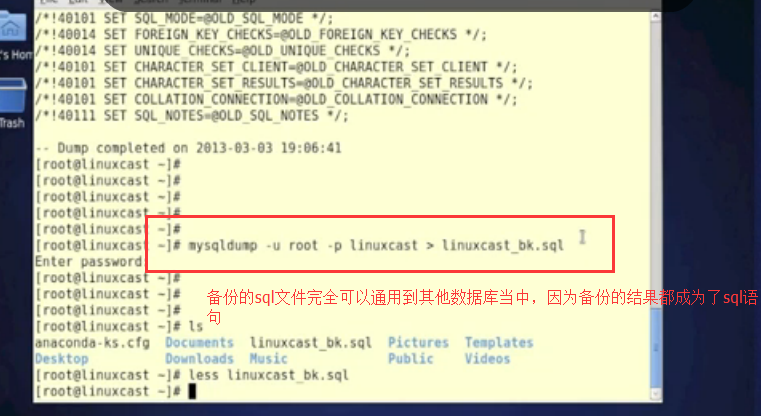 /*!40101 SET SQL_MODE=@OLD_SQL_MODE */;
/*!40014 SET FOREIGN_KEY_CHECKS=@OLD_FOREIGN_KEY_CHECKS */;
/*!40014 SET UNIQUE_CHECKS=@OLD_UNIQUE_CHECKS */;
/*!40101 SET CHARACTER_SET_CLIENT=@OLD_CHARACTER_SET_CLIENT */;
/*!40101 SET CHARACTER_SET_RESULTS=@OLD_CHARACTER_SET_RESULTS */;
/*!40101 SET COLLATION_CONNECTION=@OLD_COLLATION_CONNECTION */;
/*!40111 SET SQL_NOTES=@OLD_SQL_NOTES */;
's Hom
Trash
-- Dump completed on 2013-03-03 19:06:41
[root@linuxcast ~]#
[root@linuxcast ~]#
[root@linuxcast ~]#
[root@linuxcast ~]#
[root@linuxcast ~]#
[root@linuxcast ~]# mysqldump -u root -p linuxcast > linuxcast_bk.sql
Enter password:
[root@linuxcast ~]#
[root@linuxcast ~]#
备份的sql文件完全可以通用到其他数据库当中，因为备份的结果都成为了sql语
句
[root@linuxcast ~]#
[root@linuxcast ~]# ls
anaconda-ks.cfg Documents linuxcast_bk.sql Pictures Templates
Desktop Downloads Music Public Videos
[root@linuxcast ~]# less linuxcast_bk.sql
[root@linuxcast ~]#